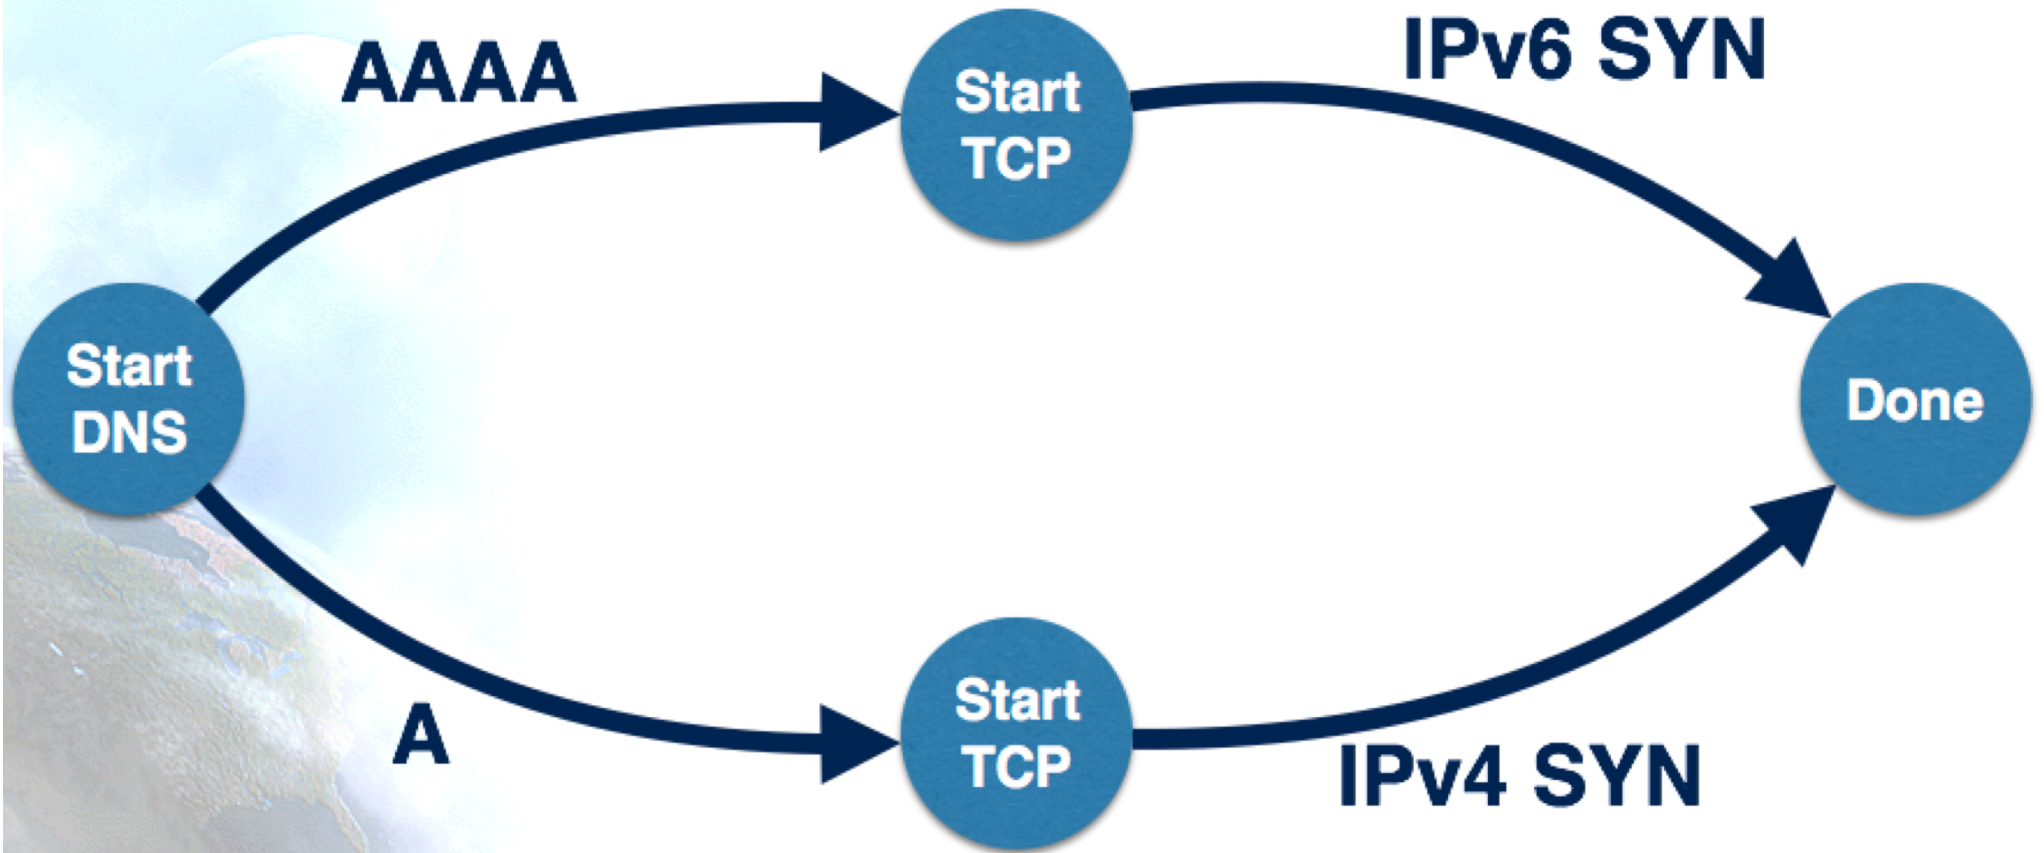 AAAA
Start
TCP
IPv6 SYN
Start
DNS
Done
A
Start
TCP
IPv4 SYN